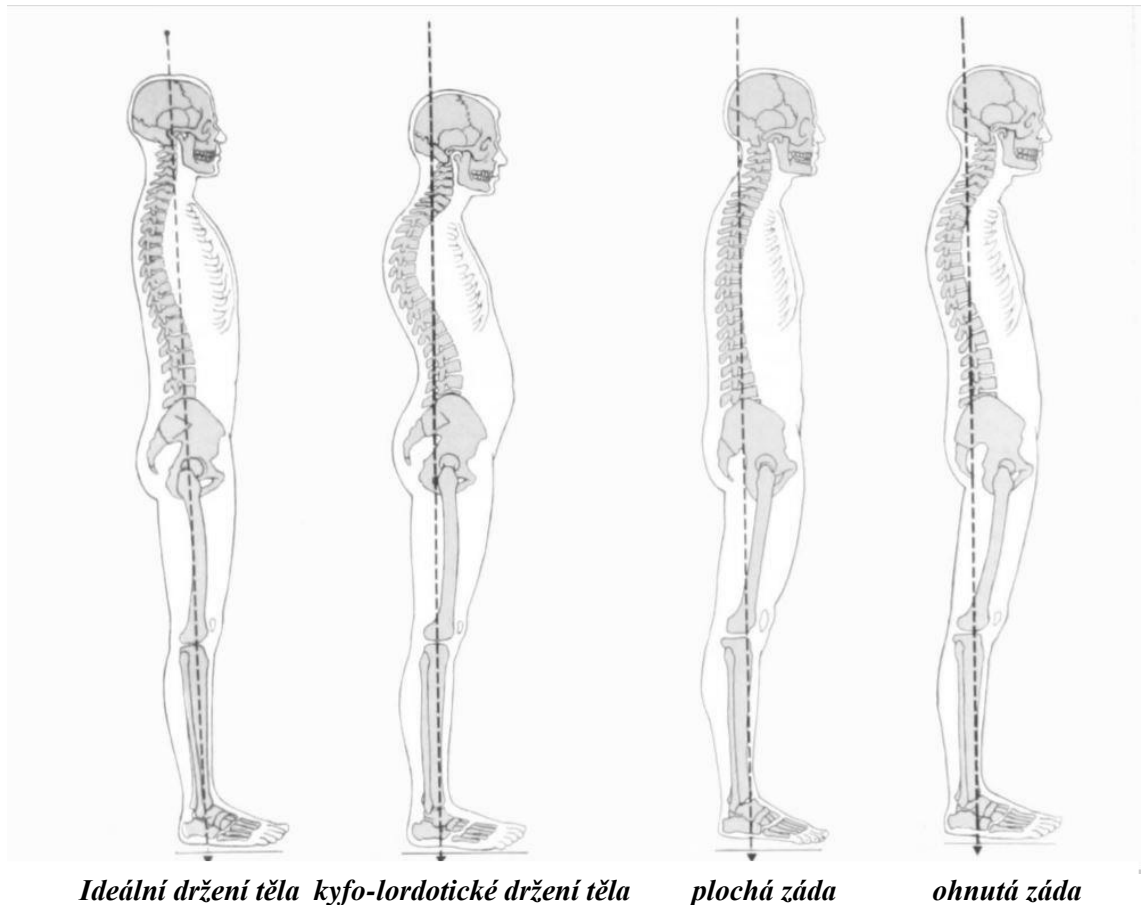 Ideální držení těla kyfo-lordotické držení těla plochá záda ohnutá záda